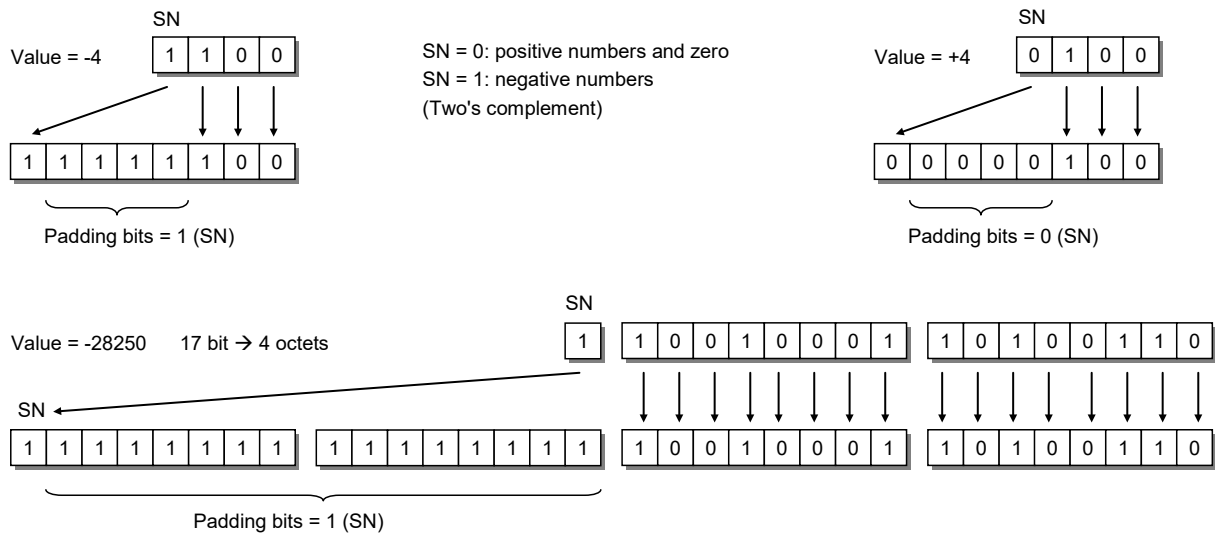 SN
SN
Value = -4
1 1 0 0
SN = 0: positive numbers and zero
SN = 1: negative numbers
(Two's complement)
Value = +4
0 1 0 0
1 1 1 1 1 1 0 0
0 0 0 0 0 1 0 0
Padding bits = 1 (SN)
Padding bits = 0 (SN)
SN
Value = -28250 17 bit → 4 octets
1 1 0 0 1 0 0 0 1 1 0 1 0 0 1 1 0
SN
1 1 1 1 1 1 1 1 1 1 1 1 1 1 1 1 1 0 0 1 0 0 0 1 1 0 1 0 0 1 1 0
Padding bits = 1 (SN)